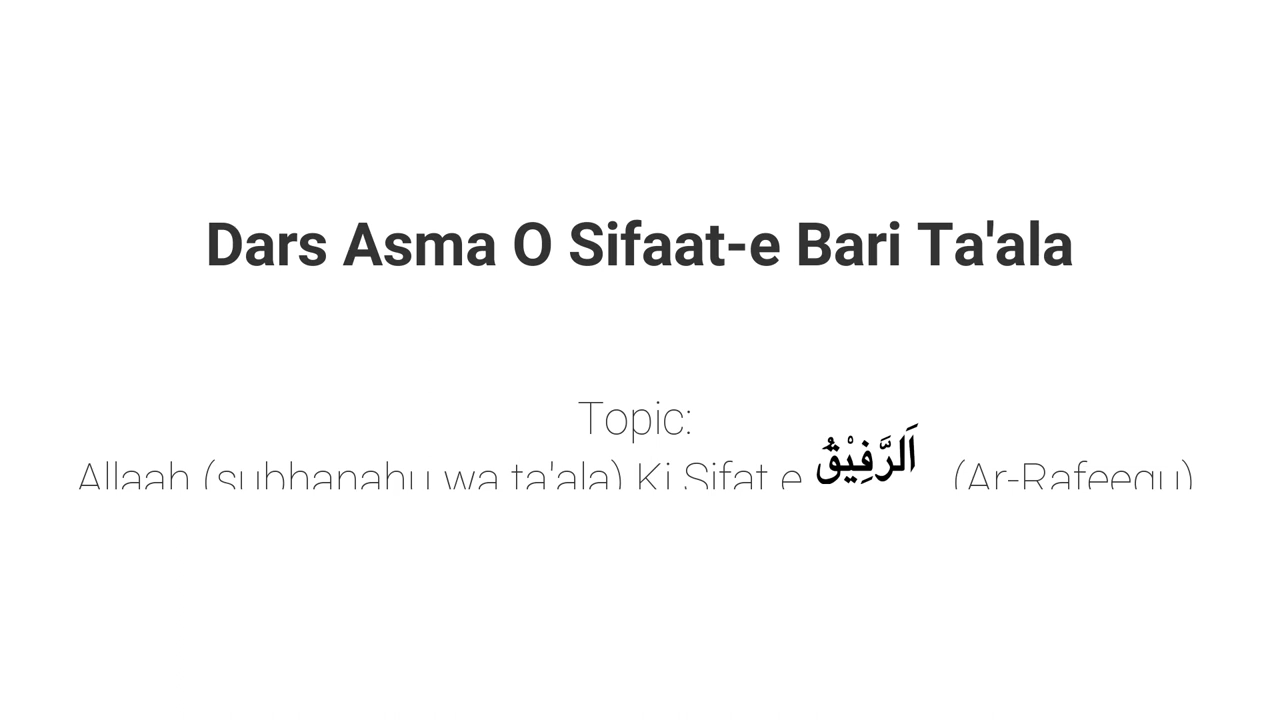 Dars Asma O Sifaat-e Bari Ta'ala
Topic:
Allaah (subhanahu wa ta'ala) Ki Sifat e اَلرَّفِيْقُ (Ar-Rafeequ)